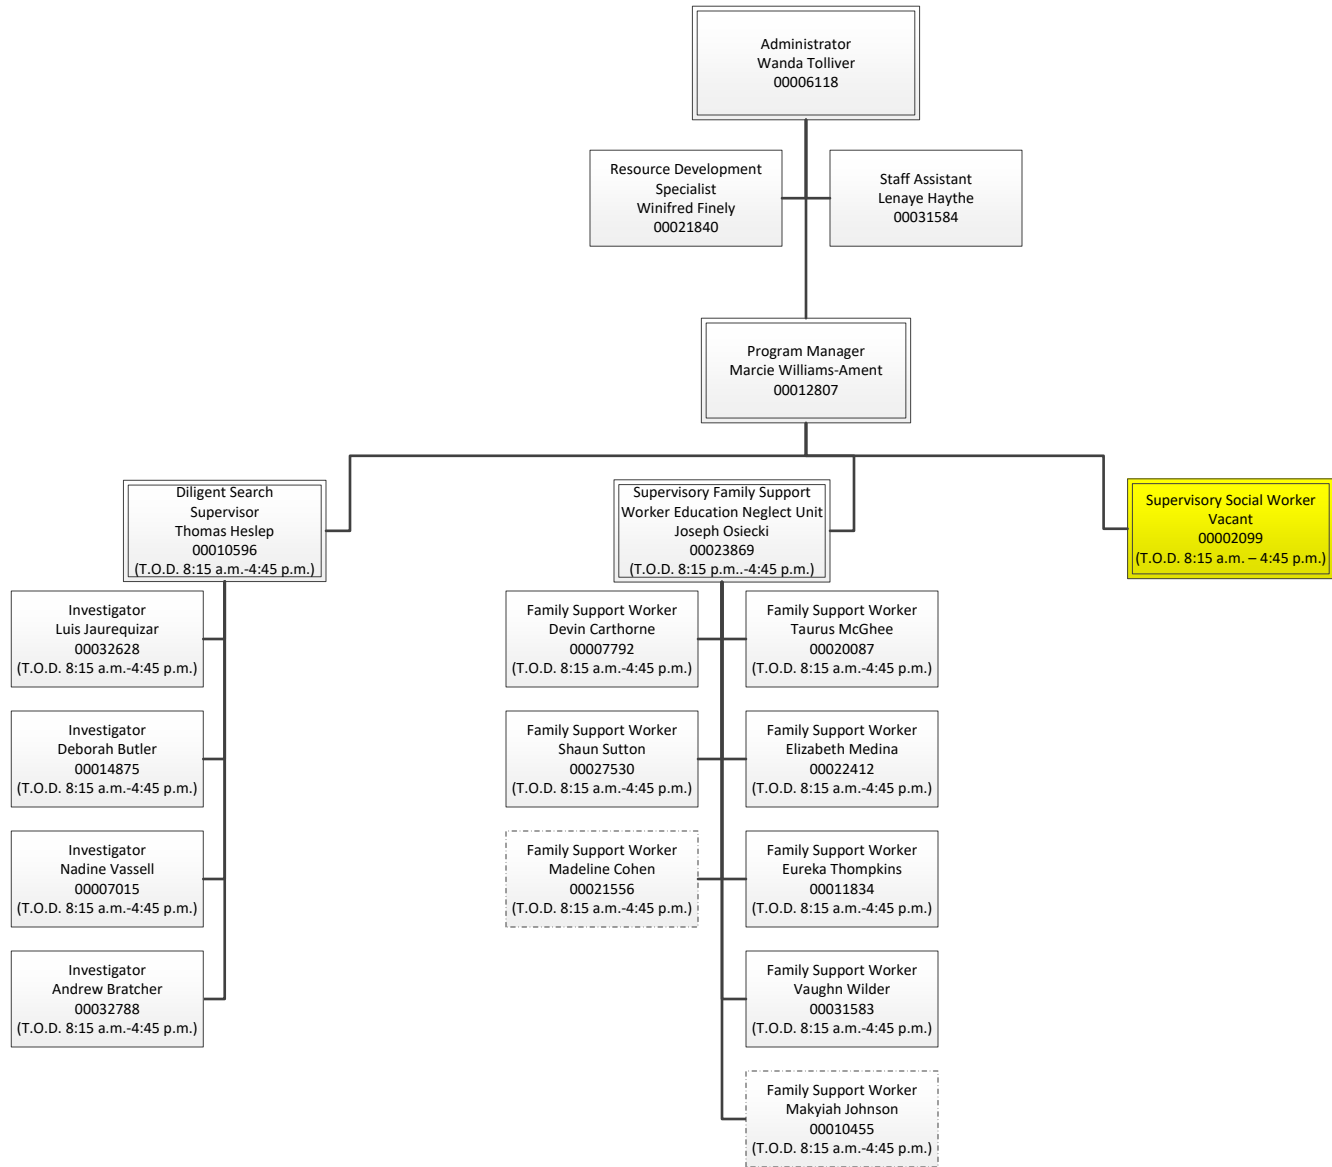 Administrator
Wanda Tolliver
00006118
Resource Development
Specialist
Winifred Finely
00021840
Staff Assistant
Lenaye Haythe
00031584
Program Manager
Marcie Williams-Ament
00012807
Diligent Search
Supervisor
Thomas Heslep
00010596
(T.O.D. 8:15 a.m.-4:45 p.m.)
Supervisory Family Support
Worker Education Neglect Unit
Joseph Osiecki
00023869
(T.O.D. 8:15 p.m..-4:45 p.m.)
Supervisory Social Worker
Vacant
00002099
(T.O.D. 8:15 a.m. – 4:45 p.m.)
Investigator
Luis Jaurequizar
00032628
(T.O.D. 8:15 a.m.-4:45 p.m.)
Investigator
Deborah Butler
00014875
(T.O.D. 8:15 a.m.-4:45 p.m.)
Investigator
Nadine Vassell
00007015
(T.O.D. 8:15 a.m.-4:45 p.m.)
Investigator
Andrew Bratcher
00032788
(T.O.D. 8:15 a.m.-4:45 p.m.)
Family Support Worker
Devin Carthorne
00007792
(T.O.D. 8:15 a.m.-4:45 p.m.)
Family Support Worker
Taurus McGhee
00020087
(T.O.D. 8:15 a.m.-4:45 p.m.)
Family Support Worker
Shaun Sutton
00027530
(T.O.D. 8:15 a.m.-4:45 p.m.)
Family Support Worker
Elizabeth Medina
00022412
(T.O.D. 8:15 a.m.-4:45 p.m.)
Family Support Worker
Madeline Cohen
00021556
(T.O.D. 8:15 a.m.-4:45 p.m.)
Family Support Worker
Eureka Thompkins
00011834
(T.O.D. 8:15 a.m.-4:45 p.m.)
Family Support Worker
Vaughn Wilder
00031583
(T.O.D. 8:15 a.m.-4:45 p.m.)
Family Support Worker
Makyiah Johnson
00010455
(T.O.D. 8:15 a.m.-4:45 p.m.)